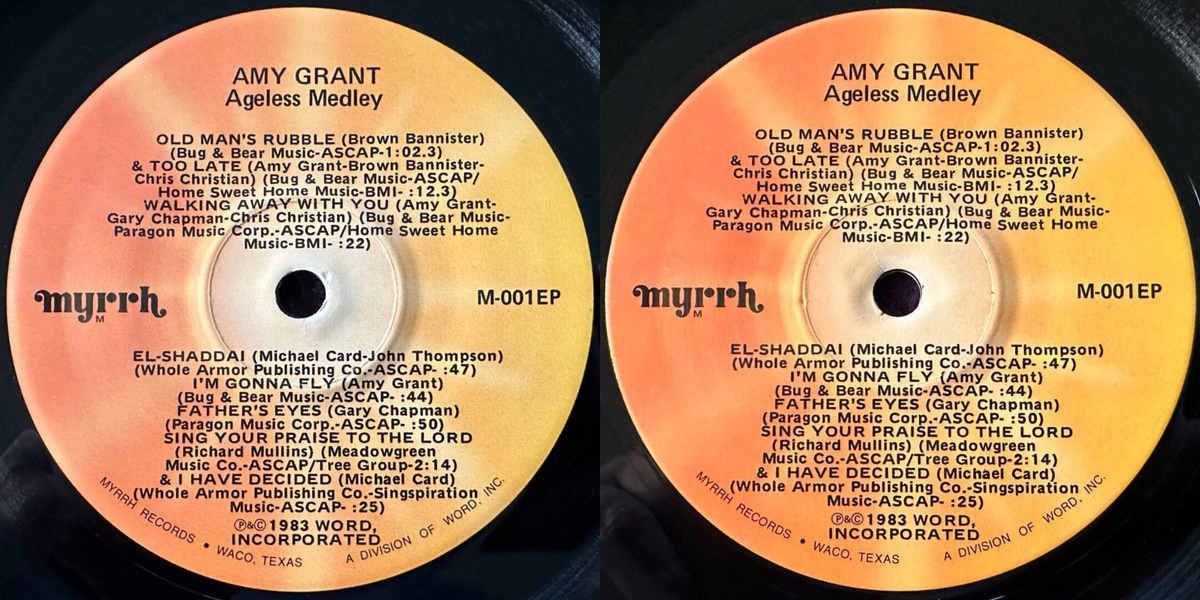 AMY GRANT
Ageless Medley
OLD MAN'S RUBBLE (Brown Bannister)
(Bug & Bear Music-ASCAP-1:02.3)
& TOO LATE (Amy Grant-Brown Bannister-
Chris Christian) (Bug & Bear Music-ASCAP/
Home Sweet Home Music-BMI- :12.3)
WALKING AWAY WITH YOU (Amy Grant-
Gary Chapman-Chris Christian) (Bug & Bear Music-
Paragon Music Corp.-ASCAP/Home Sweet Home
Music-BMI- :22)
myrrh
M
M-001EP
EL-SHADDAI (Michael Card-John Thompson)
(Whole Armor Publishing Co.-ASCAP- :47)
I'M GONNA FLY (Amy Grant)
(Bug & Bear Music-ASCAP- :44)
FATHER'S EYES (Gary Chapman)
(Paragon Music Corp.-ASCAP- :50)
SING YOUR PRAISE TO THE LORD
(Richard Mullins) (Meadowgreen
Music Co.-ASCAP/Tree Group-2:14)
& I HAVE DECIDED (Michael Card)
(Whole Armor Publishing Co.-Singspiration
Music-ASCAP- :25)
℗&© 1983 WORD,
INCORPORATED
MYRRH RECORDS • WACO, TEXAS A DIVISION OF WORD, INC.
AMY GRANT
Ageless Medley
OLD MAN'S RUBBLE (Brown Bannister)
(Bug & Bear Music-ASCAP-1:02.3)
& TOO LATE (Amy Grant-Brown Bannister-
Chris Christian) (Bug & Bear Music-ASCAP/
Home Sweet Home Music-BMI- :12.3)
WALKING AWAY WITH YOU (Amy Grant-
Gary Chapman-Chris Christian) (Bug & Bear Music-
Paragon Music Corp.-ASCAP/Home Sweet Home
Music-BMI- :22)
myrrh
M
M-001EP
EL-SHADDAI (Michael Card-John Thompson)
(Whole Armor Publishing Co.-ASCAP- :47)
I'M GONNA FLY (Amy Grant)
(Bug & Bear Music-ASCAP- :44)
FATHER'S EYES (Gary Chapman)
(Paragon Music Corp.-ASCAP- :50)
SING YOUR PRAISE TO THE LORD
(Richard Mullins) (Meadowgreen
Music Co.-ASCAP/Tree Group-2:14)
& I HAVE DECIDED (Michael Card)
(Whole Armor Publishing Co.-Singspiration
Music-ASCAP- :25)
℗&© 1983 WORD,
INCORPORATED
MYRRH RECORDS • WACO, TEXAS A DIVISION OF WORD, INC.